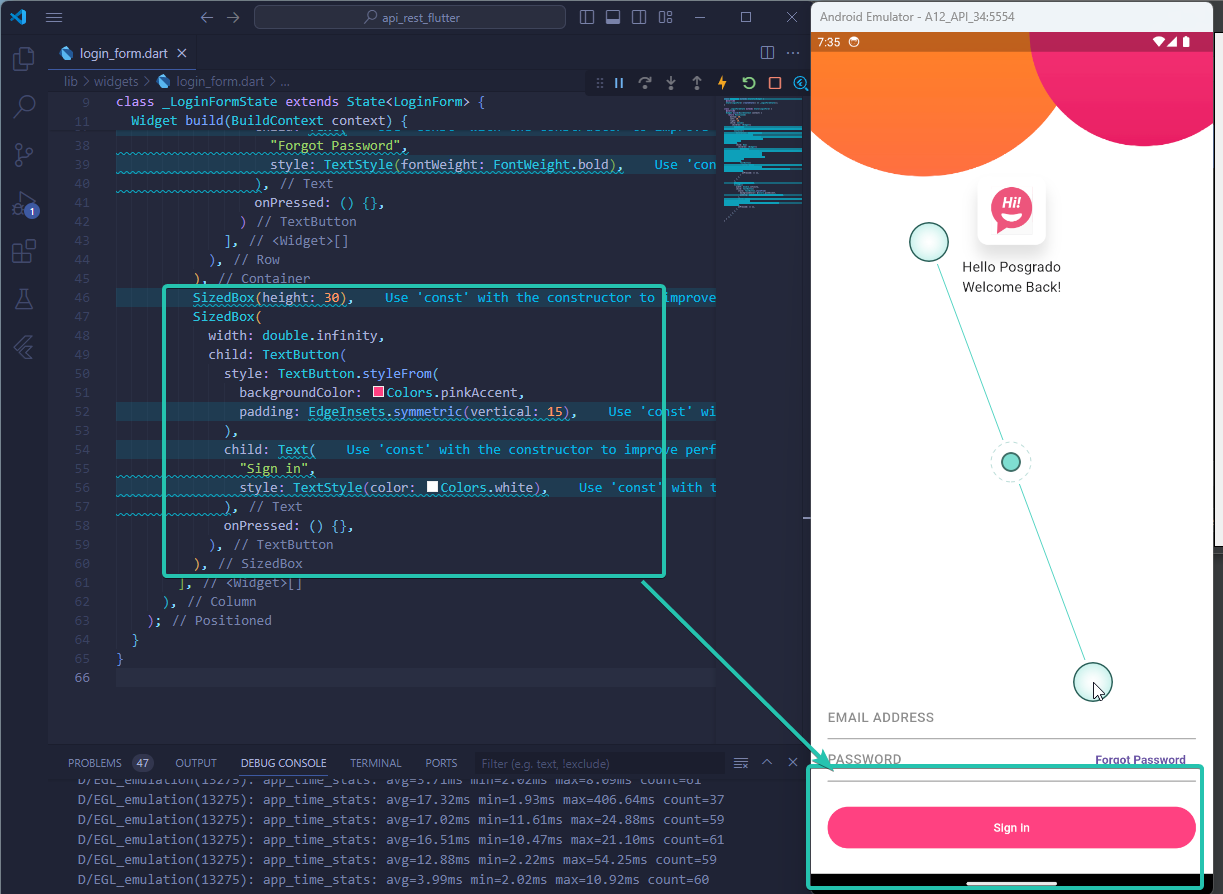 api_rest_flutter
login_form.dart
lib > widgets > login_form.dart > ...
9 class _LoginFormState extends State<LoginForm> {
11 Widget build(BuildContext context) {
38 "Forgot Password",
39 style: TextStyle(fontWeight: FontWeight.bold), Use 'con
40 ), // Text
41 onPressed: () {},
42 ) // TextButton
43 ], // <Widget>[]
44 ), // Row
45 ), // Container
46 SizedBox(height: 30), Use 'const' with the constructor to improve
47 SizedBox(
48 width: double.infinity,
49 child: TextButton(
50 style: TextButton.styleFrom(
51 backgroundColor: Colors.pinkAccent,
52 padding: EdgeInsets.symmetric(vertical: 15), Use 'const' wi
53 ),
54 child: Text( Use 'const' with the constructor to improve perf
55 "Sign in",
56 style: TextStyle(color: Colors.white), Use 'const' with t
57 ), // Text
58 onPressed: () {},
59 ), // TextButton
60 ), // SizedBox
61 ], // <Widget>[]
62 ), // Column
63 ); // Positioned
64 }
65 }
66
1
PROBLEMS 47 OUTPUT DEBUG CONSOLE TERMINAL PORTS Filter (e.g. text, !exclude)
D/EGL_emulation(13275): app_time_stats: avg=3.71ms min=2.02ms max=8.09ms count=61
D/EGL_emulation(13275): app_time_stats: avg=17.32ms min=1.93ms max=406.64ms count=37
D/EGL_emulation(13275): app_time_stats: avg=17.02ms min=11.61ms max=24.88ms count=59
D/EGL_emulation(13275): app_time_stats: avg=16.51ms min=10.47ms max=21.10ms count=61
D/EGL_emulation(13275): app_time_stats: avg=12.88ms min=2.22ms max=54.25ms count=59
D/EGL_emulation(13275): app_time_stats: avg=3.99ms min=2.02ms max=10.92ms count=60
Android Emulator - A12_API_34:5554
7:35
Hi!
Hello Posgrado
Welcome Back!
EMAIL ADDRESS
PASSWORD Forgot Password
Sign in